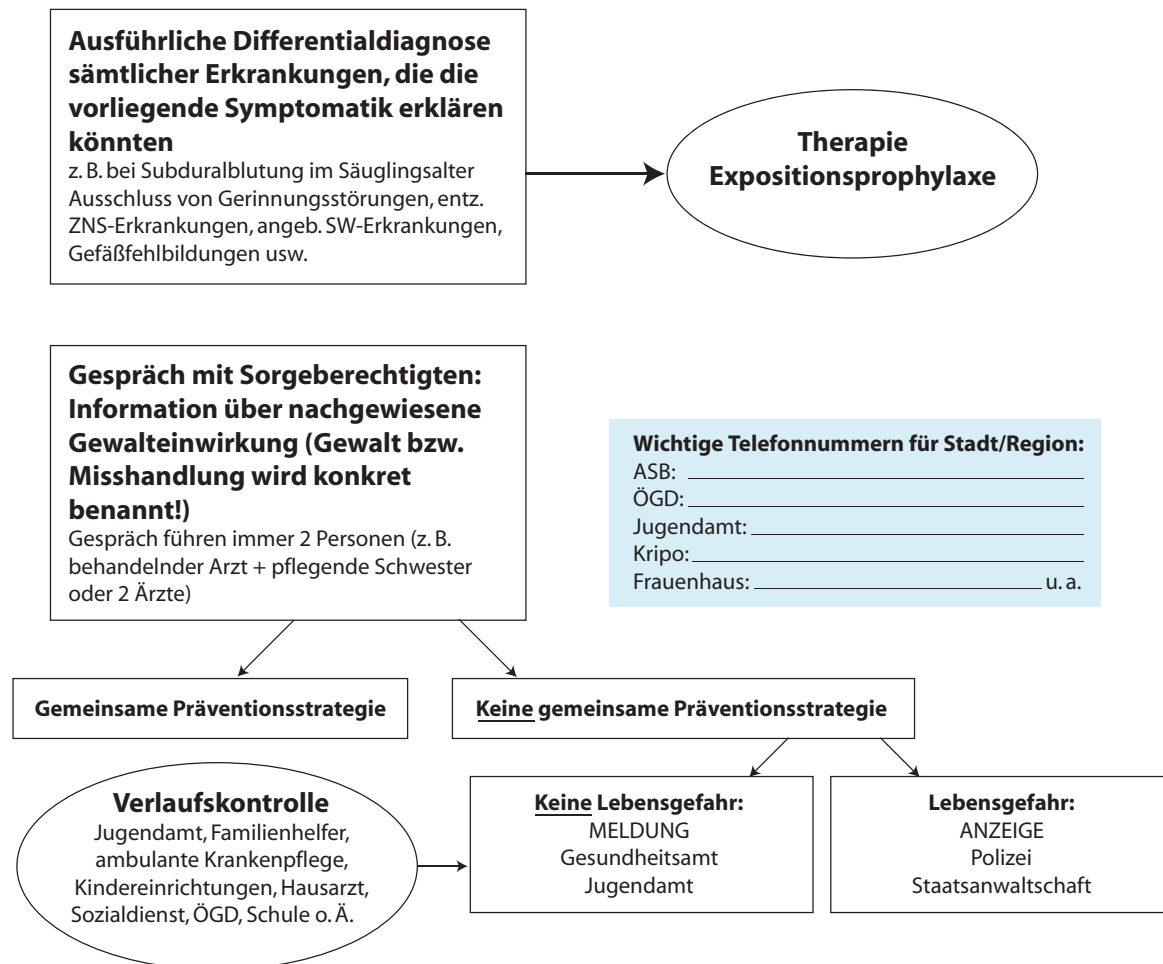 Ausführliche Differentialdiagnose
sämtlicher Erkrankungen, die die
vorliegende Symptomatik erklären
könnten
z. B. bei Subduralblutung im Säuglingsalter
Ausschluss von Gerinnungsstörungen, entz.
ZNS-Erkrankungen, angeb. SW-Erkrankungen,
Gefäßfehlbildungen usw.
Therapie
Expositionsprophylaxe
Gespräch mit Sorgeberechtigten:
Information über nachgewiesene
Gewalteinwirkung (Gewalt bzw.
Misshandlung wird konkret
benannt!)
Gespräch führen immer 2 Personen (z. B.
behandelnder Arzt + pflegende Schwester
oder 2 Ärzte)
Wichtige Telefonnummern für Stadt/Region:
ASB:
ÖGD:
Jugendamt:
Kripo:
Frauenhaus: u. a.
Gemeinsame Präventionsstrategie
Keine gemeinsame Präventionsstrategie
Verlaufskontrolle
Jugendamt, Familienhelfer,
ambulante Krankenpflege,
Kindereinrichtungen, Hausarzt,
Sozialdienst, ÖGD, Schule o. Ä.
Keine Lebensgefahr:
MELDUNG
Gesundheitsamt
Jugendamt
Lebensgefahr:
ANZEIGE
Polizei
Staatsanwaltschaft